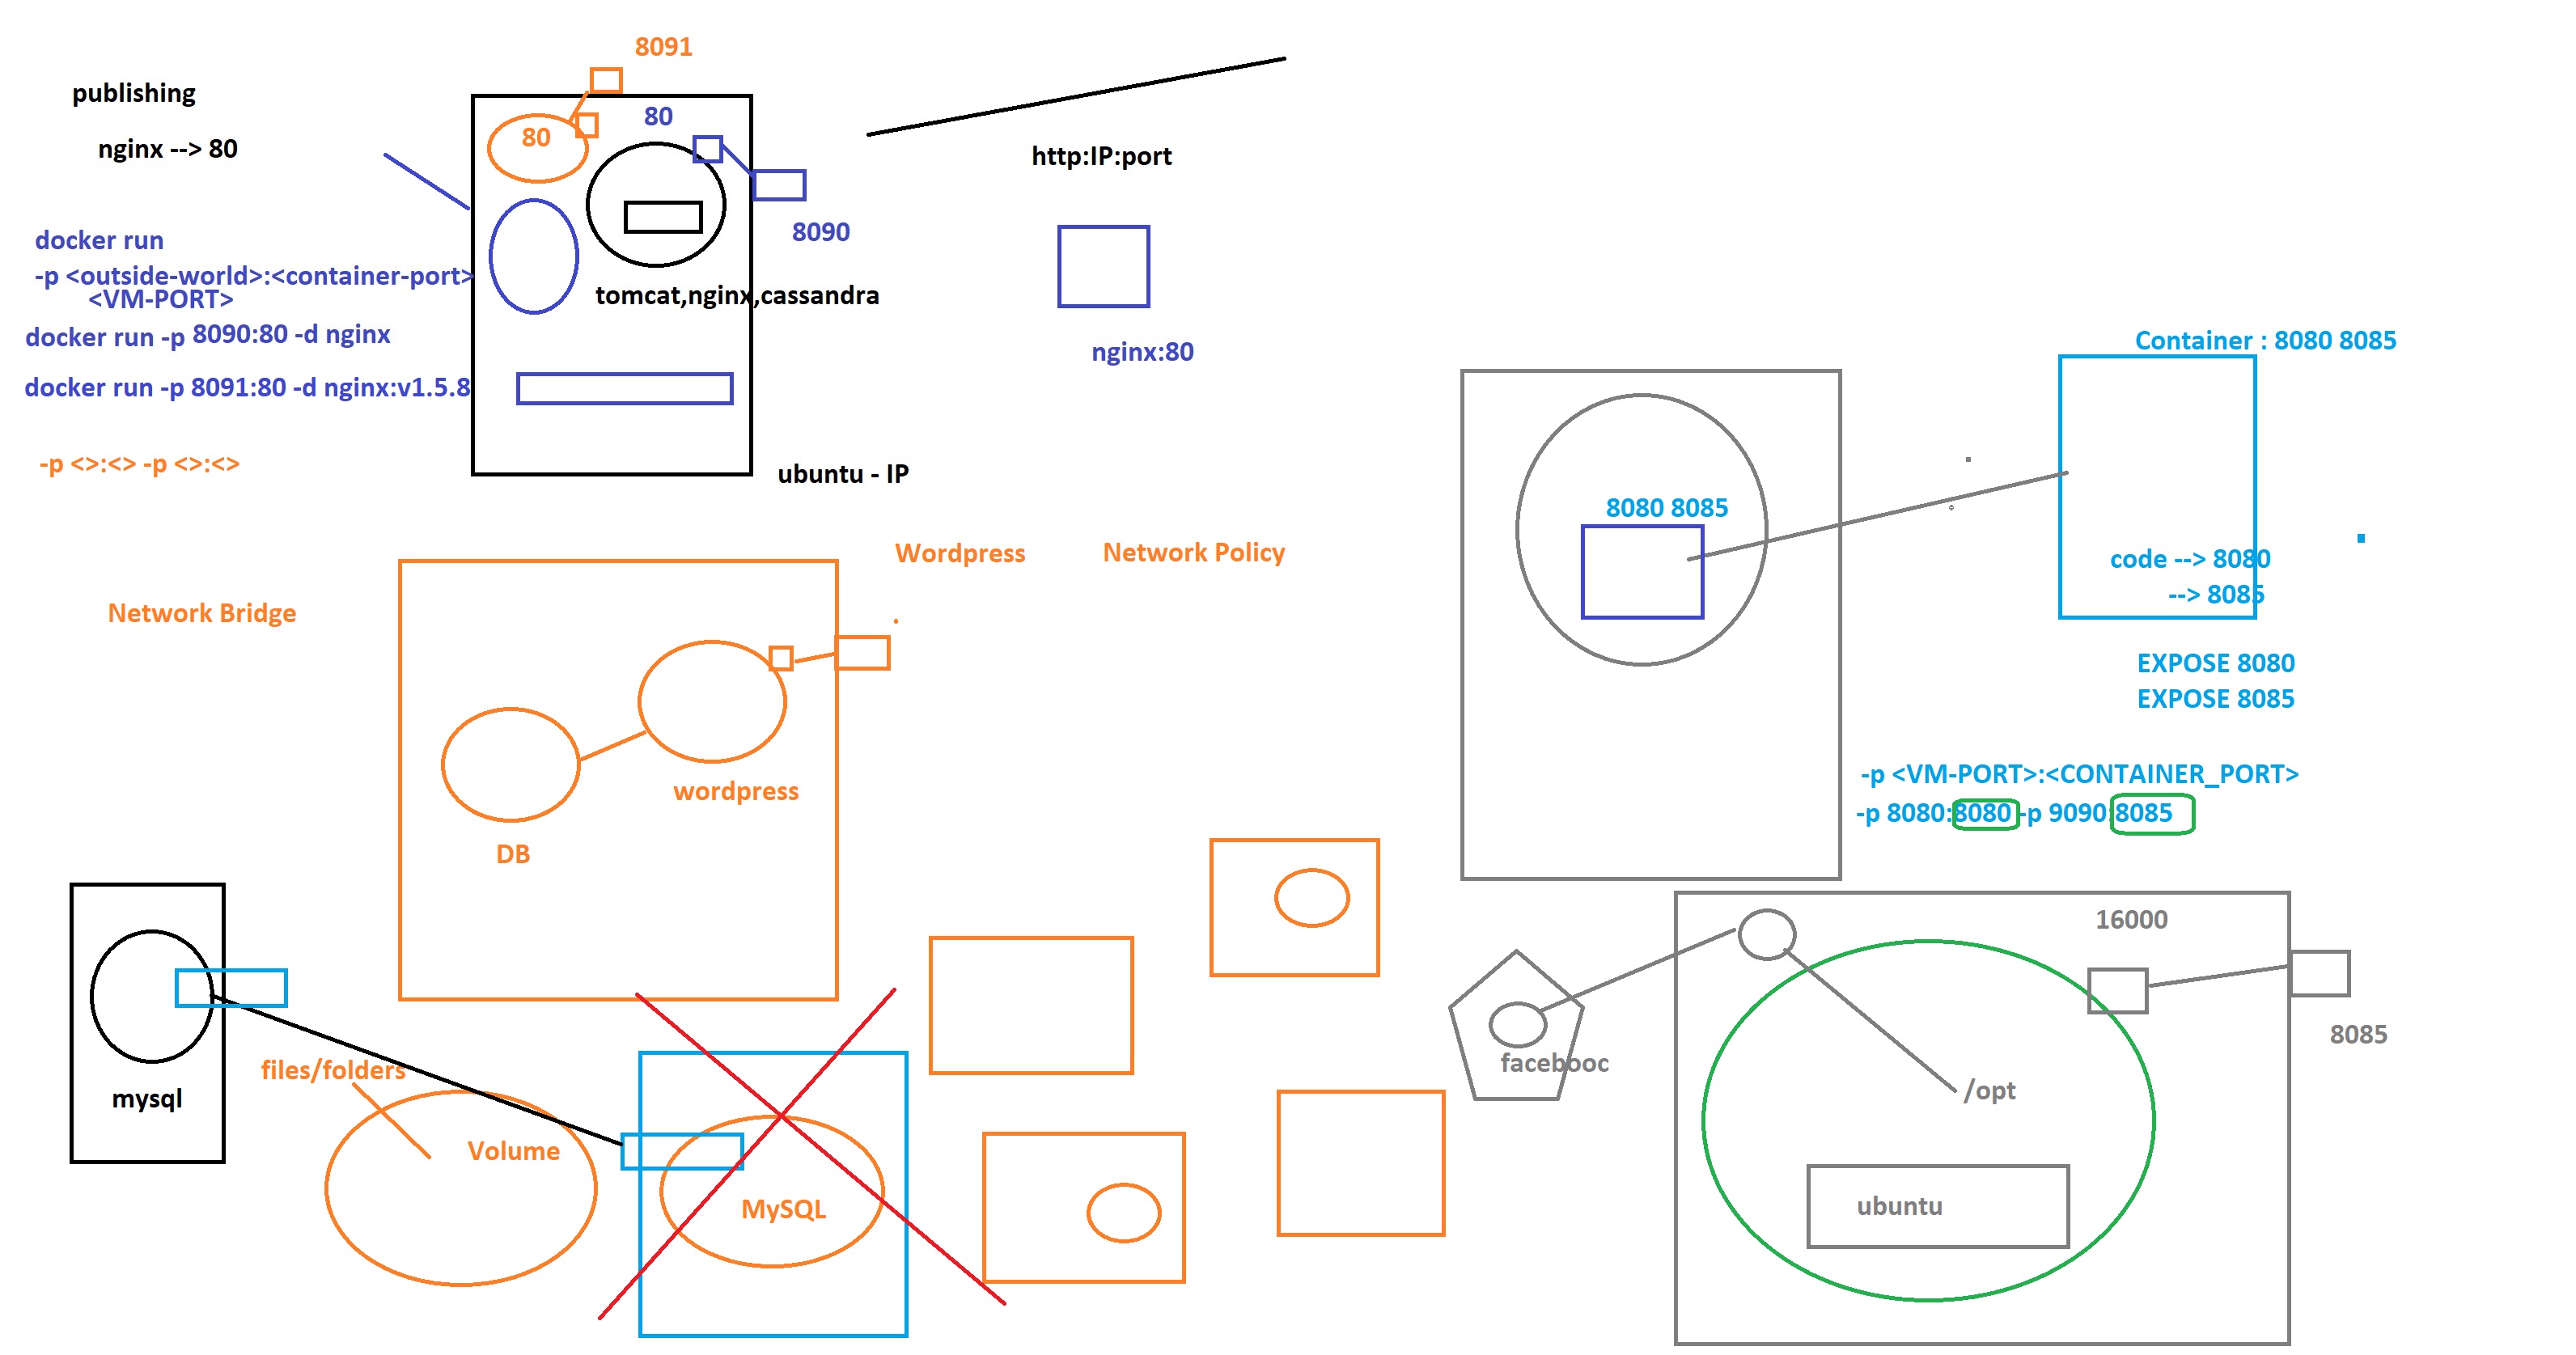 8091
publishing
80
80
nginx --> 80
http:IP:port
8090
docker run
-p <outside-world>:<container-port>
<VM-PORT>
tomcat,nginx,cassandra
docker run -p 8090:80 -d nginx
nginx:80
docker run -p 8091:80 -d nginx:v1.5.8
-p <>:<> -p <>:<>
ubuntu - IP
Container : 8080 8085
8080 8085
code --> 8080
--> 8085
EXPOSE 8080
EXPOSE 8085
-p <VM-PORT>:<CONTAINER_PORT>
-p 8080:8080 -p 9090:8085
Wordpress
Network Policy
Network Bridge
wordpress
DB
mysql
files/folders
Volume
MySQL
16000
8085
facebooc
/opt
ubuntu